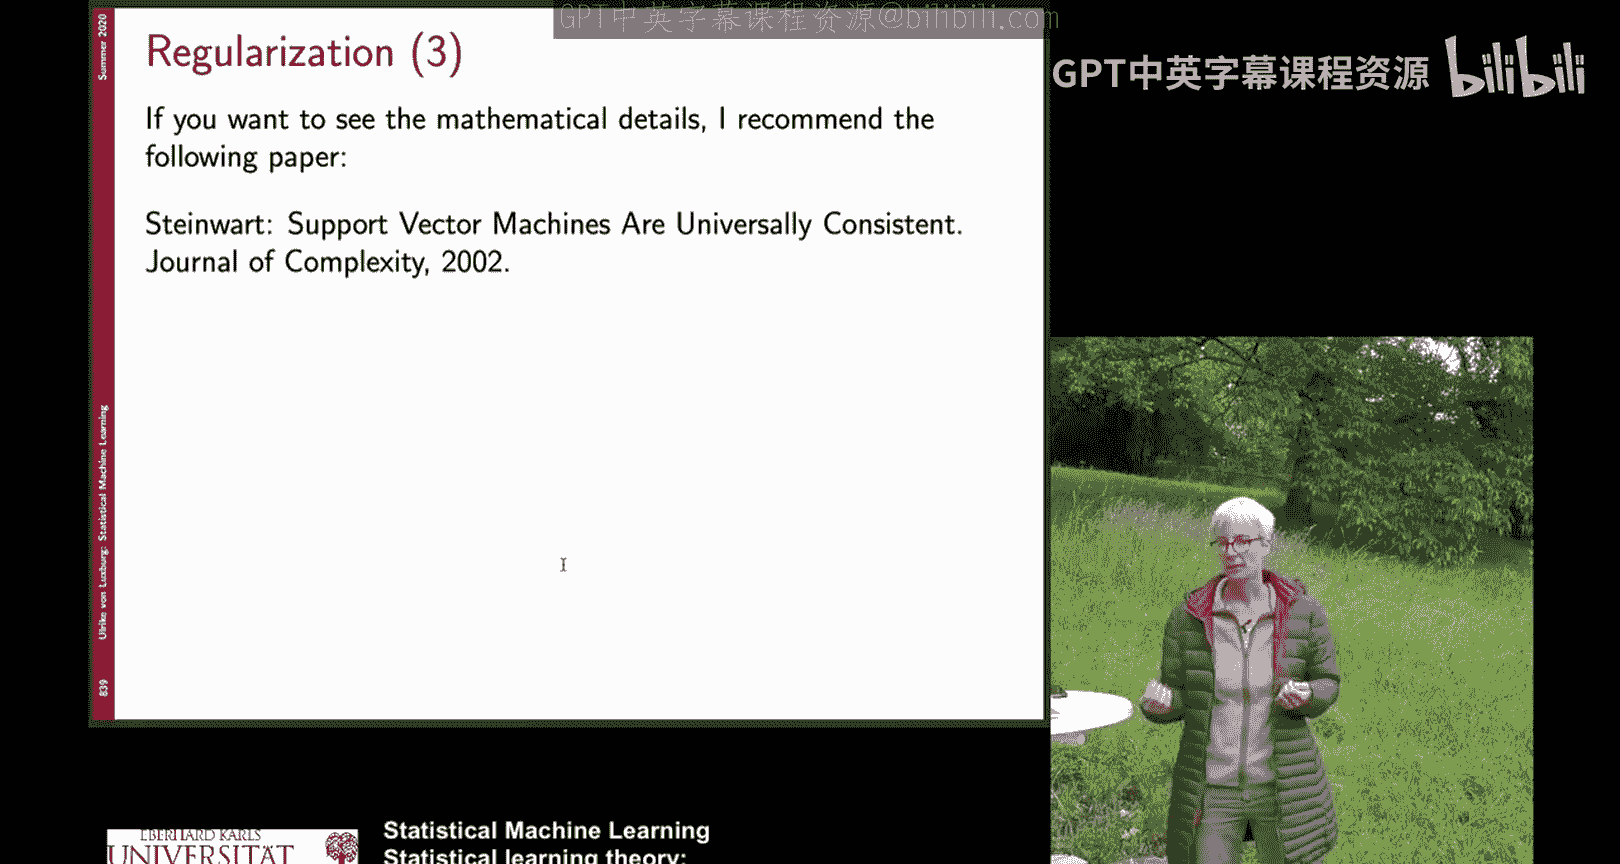 GPT中英字幕课程资源@bilibili.com
GPT中英字幕课程资源 bilibili
Summer 2020
Regularization (3)
If you want to see the mathematical details, I recommend the
following paper:
Steinwart: Support Vector Machines Are Universally Consistent.
Journal of Complexity, 2002.
Ulrike von Luxburg: Statistical Machine Learning
839
EBERHARD KARLS
UNIVERSITÄT
Statistical Machine Learning
Statistical learning theory: